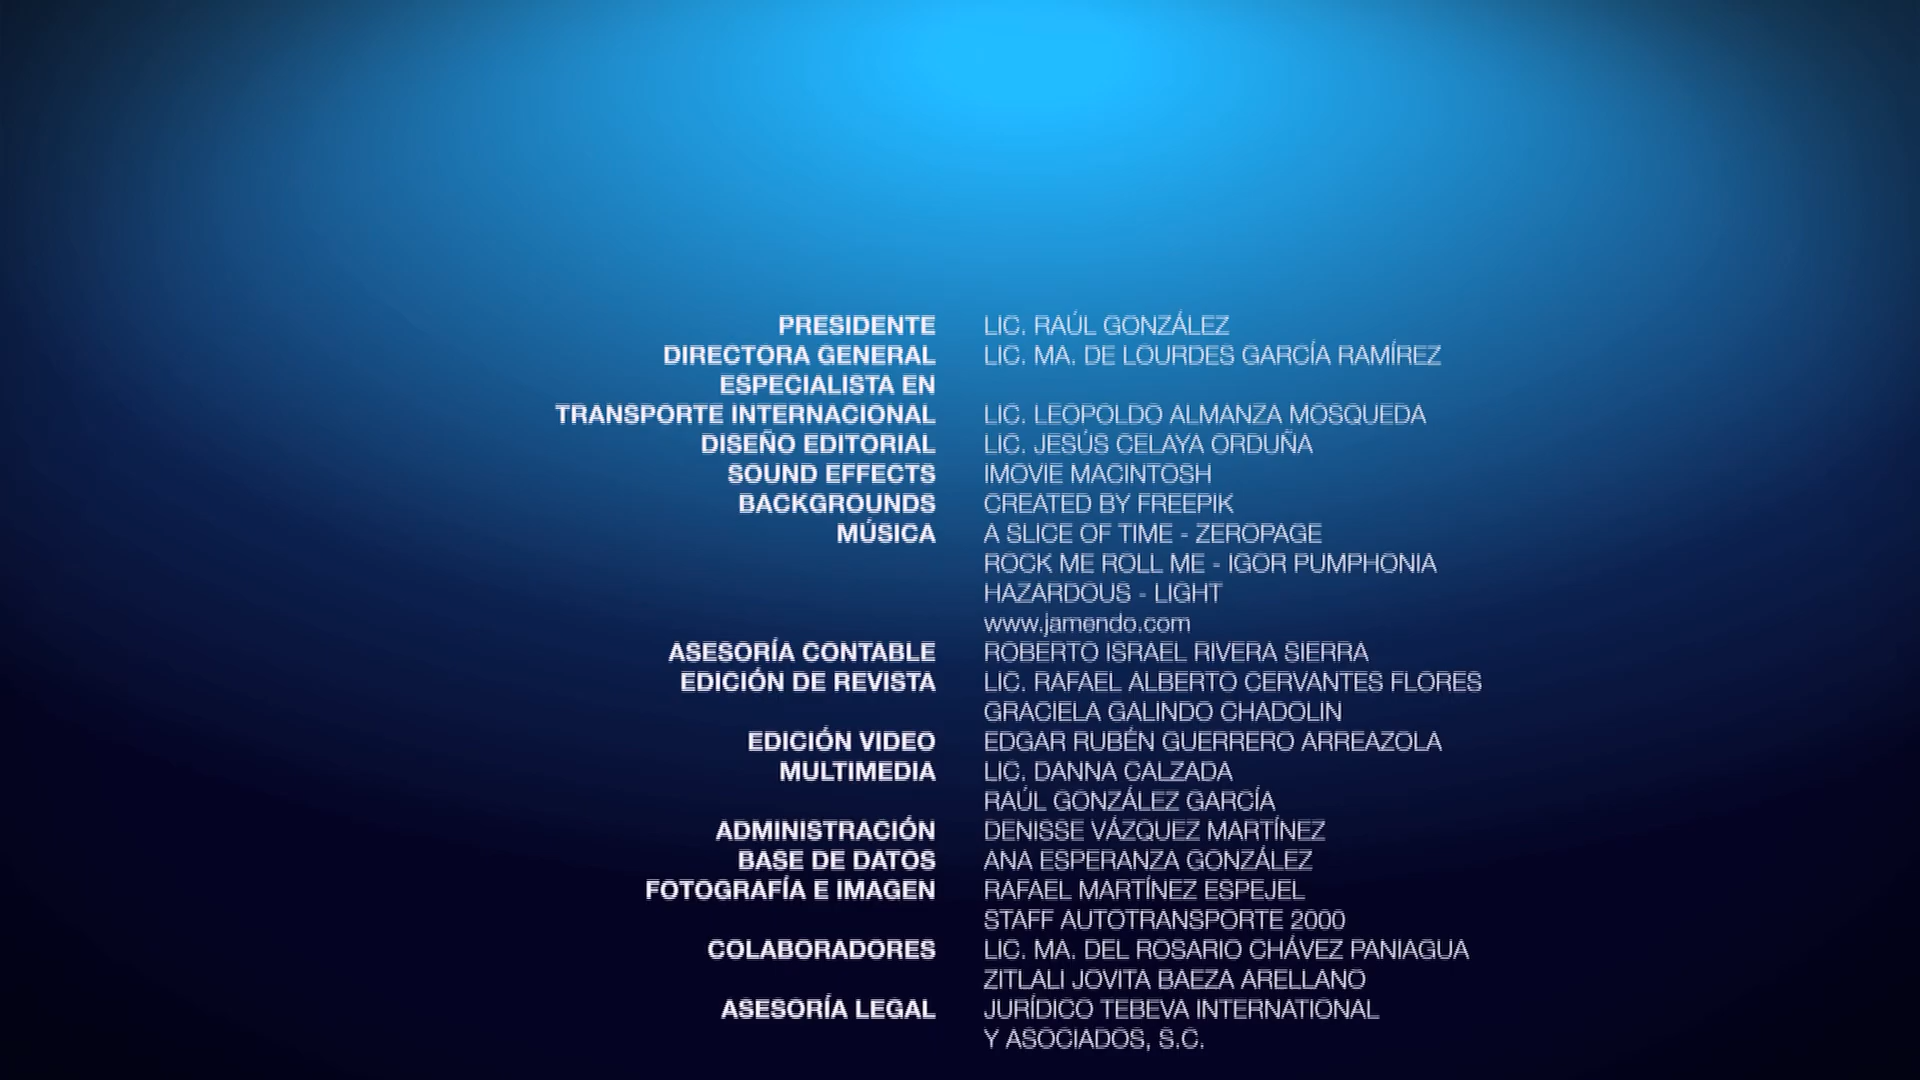 PRESIDENTE LIC. RAÚL GONZÁLEZ
DIRECTORA GENERAL LIC. MA. DE LOURDES GARCÍA RAMÍREZ
ESPECIALISTA EN
TRANSPORTE INTERNACIONAL LIC. LEOPOLDO ALMANZA MOSQUEDA
DISEÑO EDITORIAL LIC. JESÚS CELAYA ORDUÑA
SOUND EFFECTS IMOVIE MACINTOSH
BACKGROUNDS CREATED BY FREEPIK
MÚSICA A SLICE OF TIME - ZEROPAGE
ROCK ME ROLL ME - IGOR PUMPHONIA
HAZARDOUS - LIGHT
www.jamendo.com
ASESORÍA CONTABLE ROBERTO ISRAEL RIVERA SIERRA
EDICIÓN DE REVISTA LIC. RAFAEL ALBERTO CERVANTES FLORES
GRACIELA GALINDO CHADOLIN
EDICIÓN VIDEO EDGAR RUBÉN GUERRERO ARREAZOLA
MULTIMEDIA LIC. DANNA CALZADA
RAÚL GONZÁLEZ GARCÍA
ADMINISTRACIÓN DENISSE VÁZQUEZ MARTÍNEZ
BASE DE DATOS ANA ESPERANZA GONZÁLEZ
FOTOGRAFÍA E IMAGEN RAFAEL MARTÍNEZ ESPEJEL
STAFF AUTOTRANSPORTE 2000
COLABORADORES LIC. MA. DEL ROSARIO CHÁVEZ PANIAGUA
ZITLALI JOVITA BAEZA ARELLANO
ASESORÍA LEGAL JURÍDICO TEBEVA INTERNATIONAL
Y ASOCIADOS, S.C.